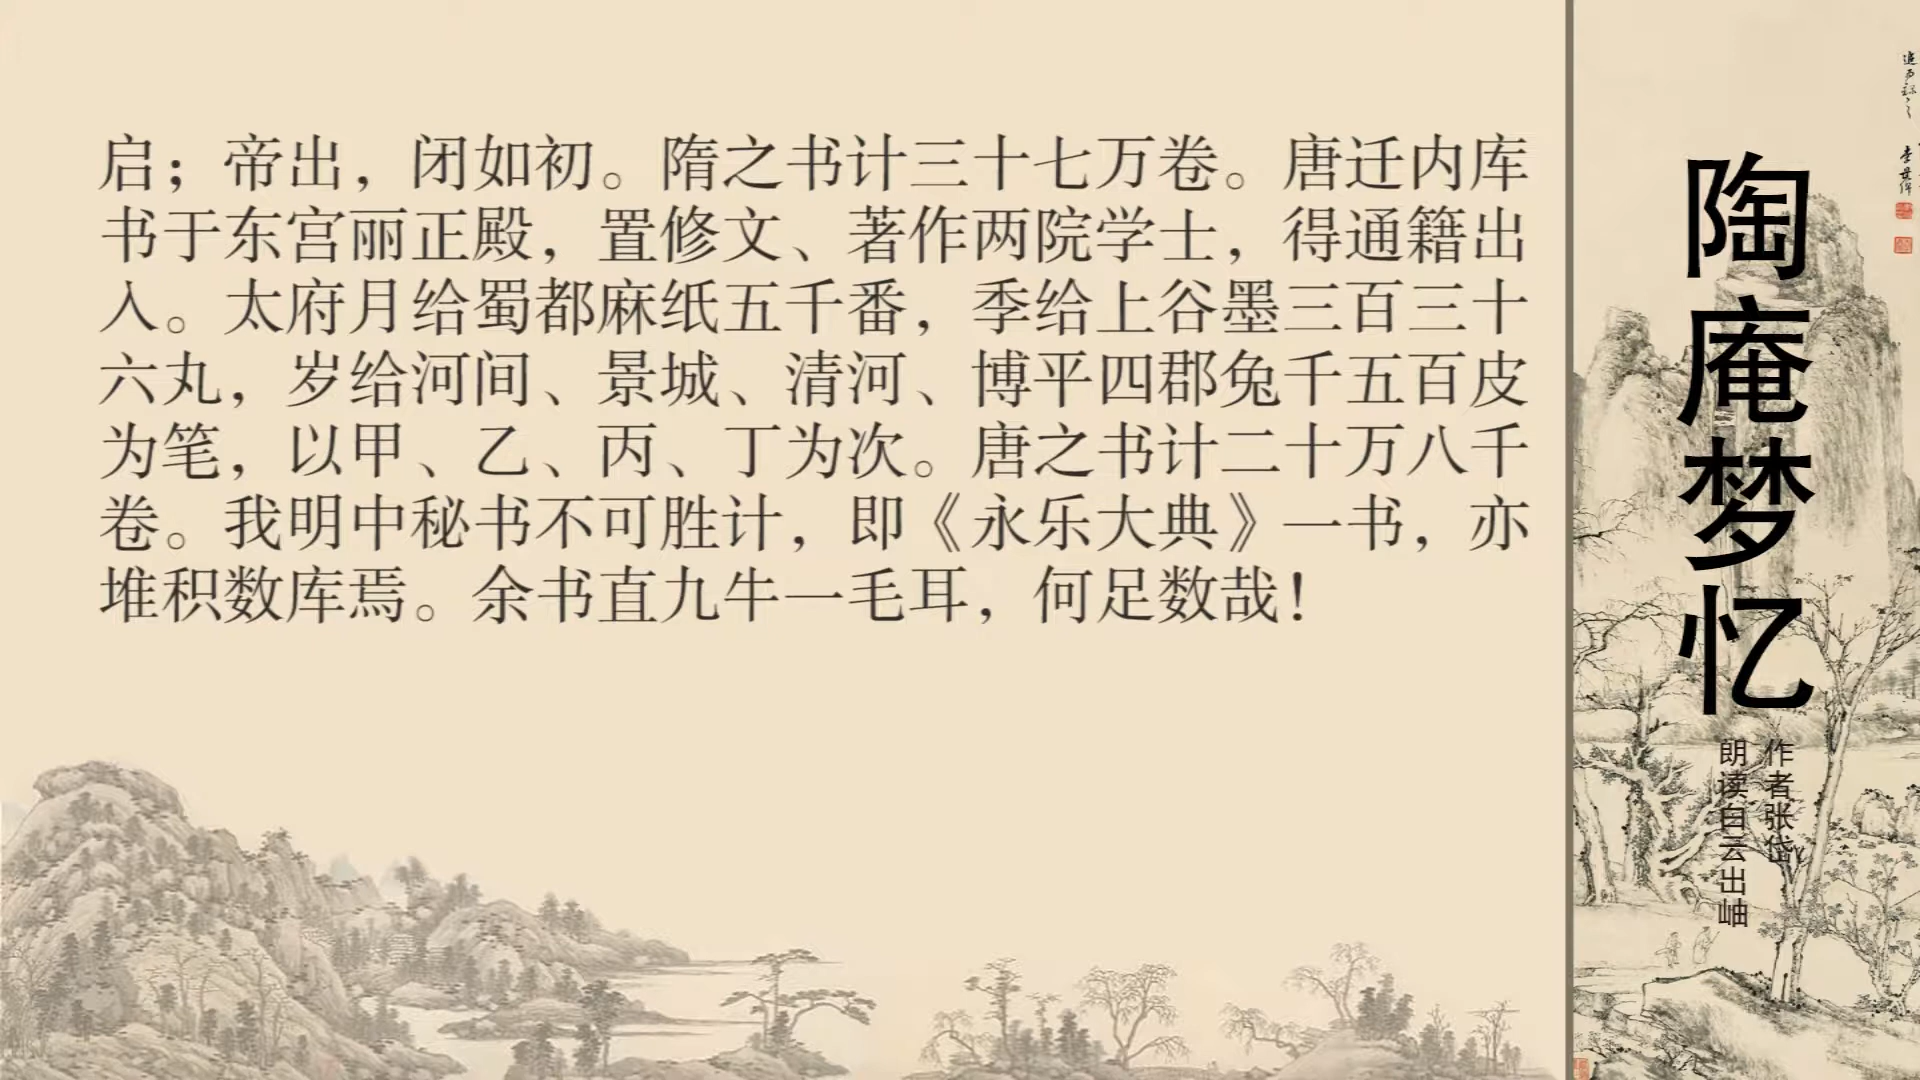 启；帝出，闭如初。隋之书计三十七万卷。唐迁内库
书于东宫丽正殿，置修文、著作两院学士，得通籍出
入。太府月给蜀都麻纸五千番，季给上谷墨三百三十
六丸，岁给河间、景城、清河、博平四郡兔千五百皮
为笔，以甲、乙、丙、丁为次。唐之书计二十万八千
卷。我明中秘书不可胜计，即《永乐大典》一书，亦
堆积数库焉。余书直九牛一毛耳，何足数哉！
陶庵梦忆
作者张岱
朗读白云出岫